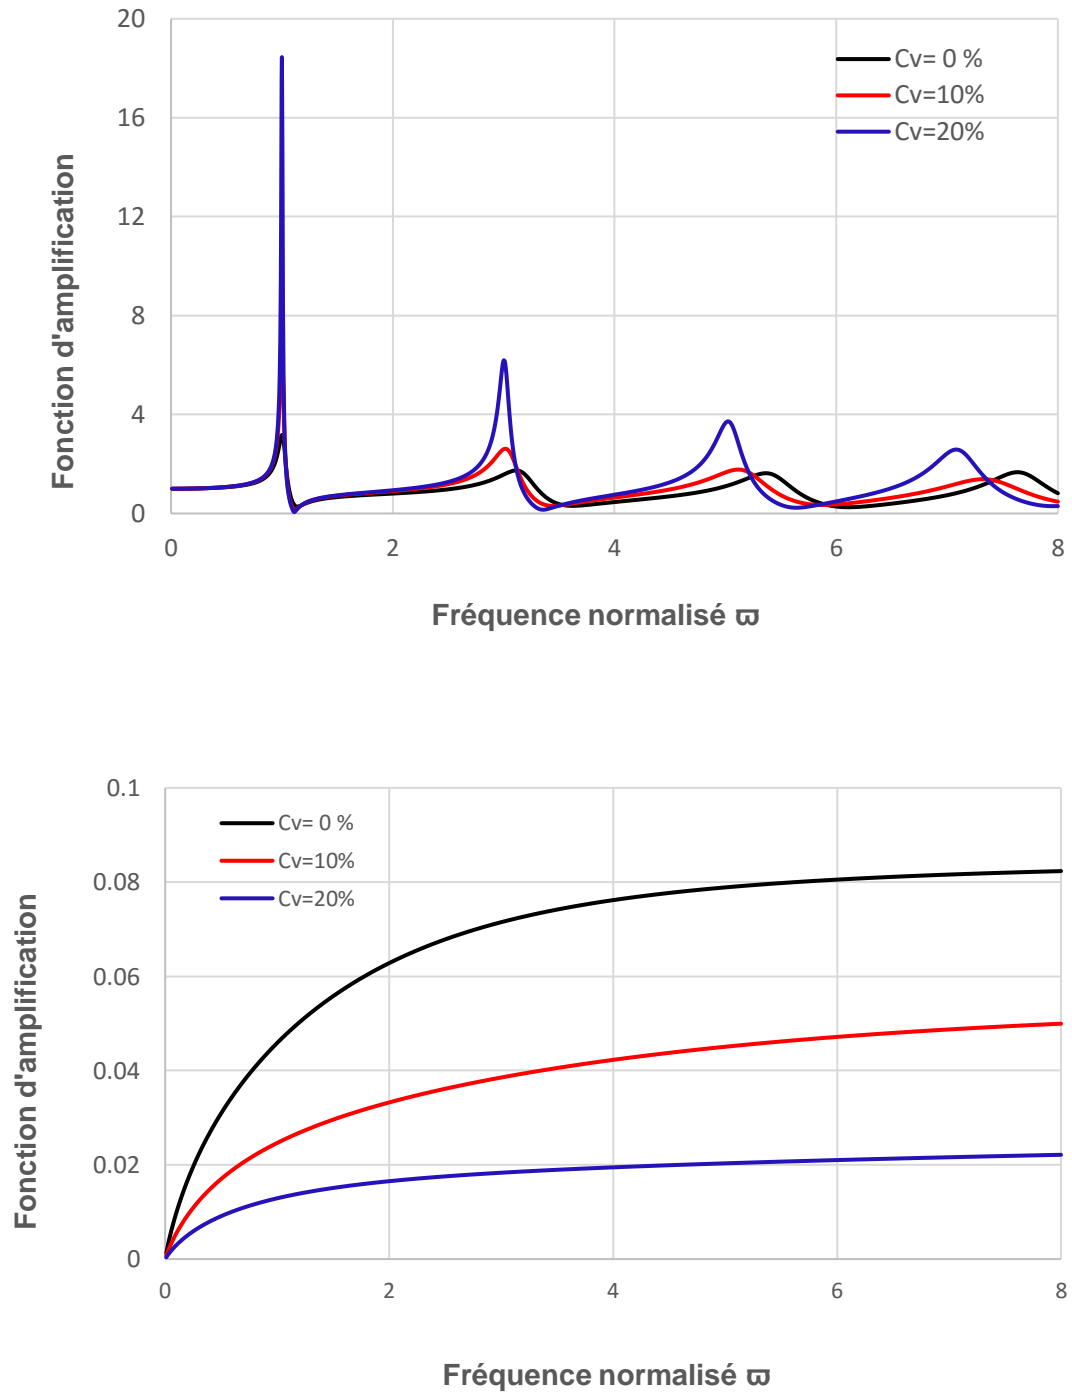 20
16
12
8
4
0
Fonction d'amplification
Cv= 0 %
Cv=10%
Cv=20%
0 2 4 6 8
Fréquence normalisé ϖ
0.1
0.08
0.06
0.04
0.02
0
Fonction d'amplification
Cv= 0 %
Cv=10%
Cv=20%
0 2 4 6 8
Fréquence normalisé ϖ